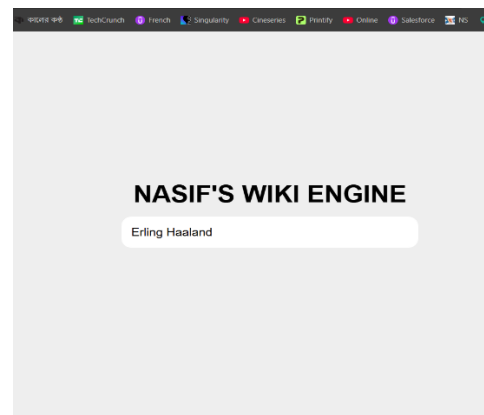 কালের কণ্ঠ TechCrunch French Singularity Cineseries Printify Online Salesforce NS
NASIF'S WIKI ENGINE
Erling Haaland